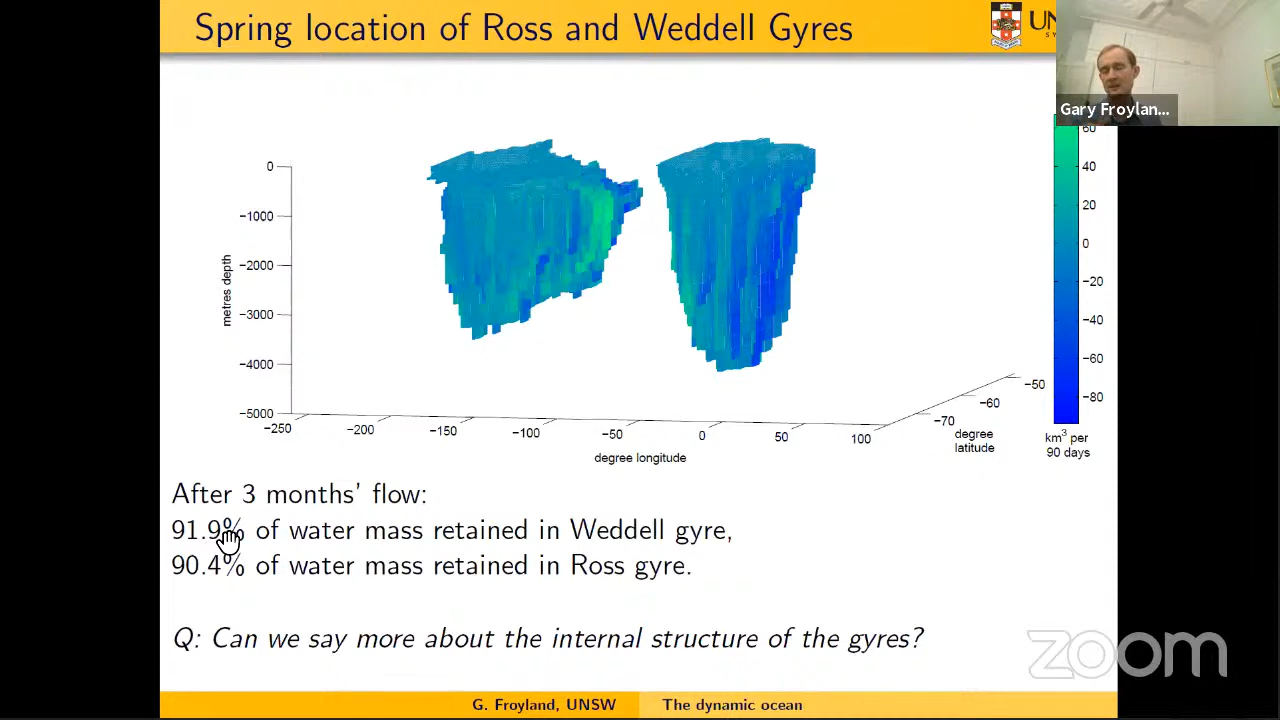 Spring location of Ross and Weddell Gyres
Gary Froylan...
0
−1000
−2000
−3000
−4000
−5000
metres depth
−250
−200
−150
−100
−50
0
50
100
degree longitude
−70
−60
−50
degree
latitude
60
40
20
0
−20
−40
−60
−80
km³ per
90 days
After 3 months' flow:
91.9% of water mass retained in Weddell gyre,
90.4% of water mass retained in Ross gyre.
Q: Can we say more about the internal structure of the gyres?
zoom
G. Froyland, UNSW
The dynamic ocean